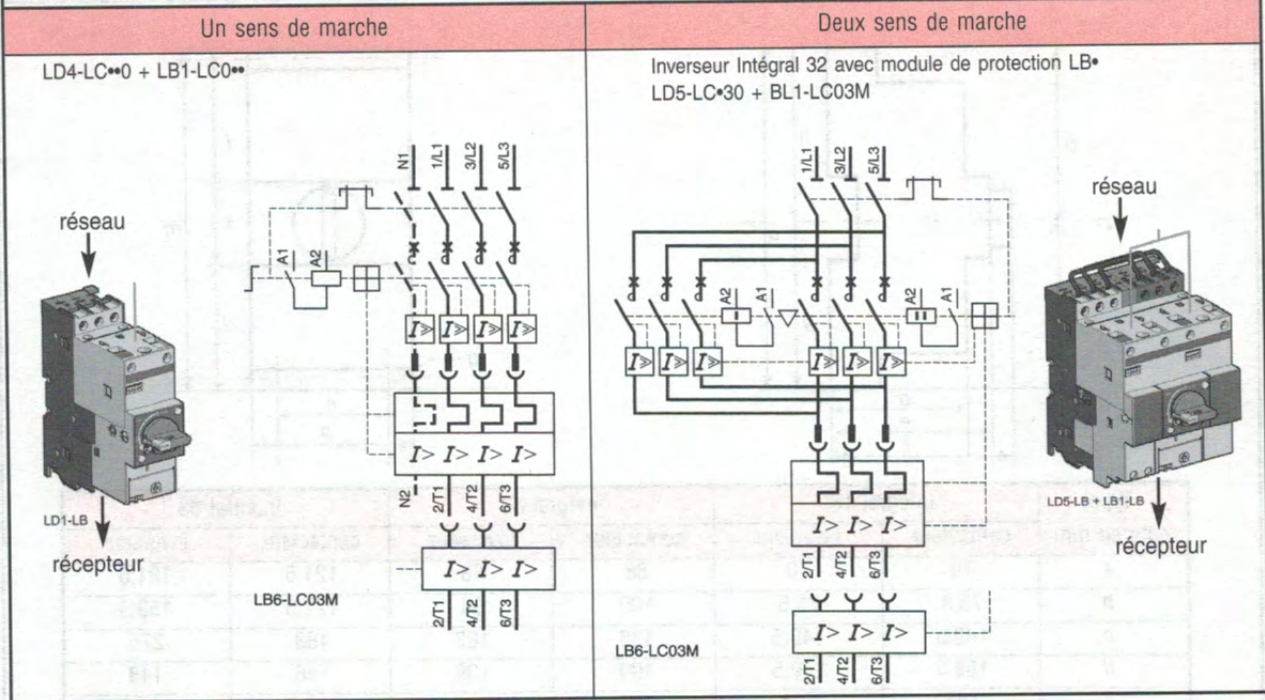 Un sens de marche
Deux sens de marche
LD4-LC••0 + LB1-LC0••
N1
1/L1
3/L2
5/L3
réseau
A1
A2
I≫ I≫ I≫ I≫
I> I> I> I>
N2
2/T1
4/T2
6/T3
LD1-LB
récepteur
I> I> I>
LB6-LC03M
2/T1
4/T2
6/T3
Inverseur Intégral 32 avec module de protection LB•
LD5-LC•30 + BL1-LC03M
1/L1
3/L2
5/L3
réseau
A2
A1
A2
A1
I≫ I≫ I≫ I≫ I≫ I≫
I> I> I>
2/T1
4/T2
6/T3
LD5-LB + LB1-LB
récepteur
I> I> I>
LB6-LC03M
2/T1
4/T2
6/T3